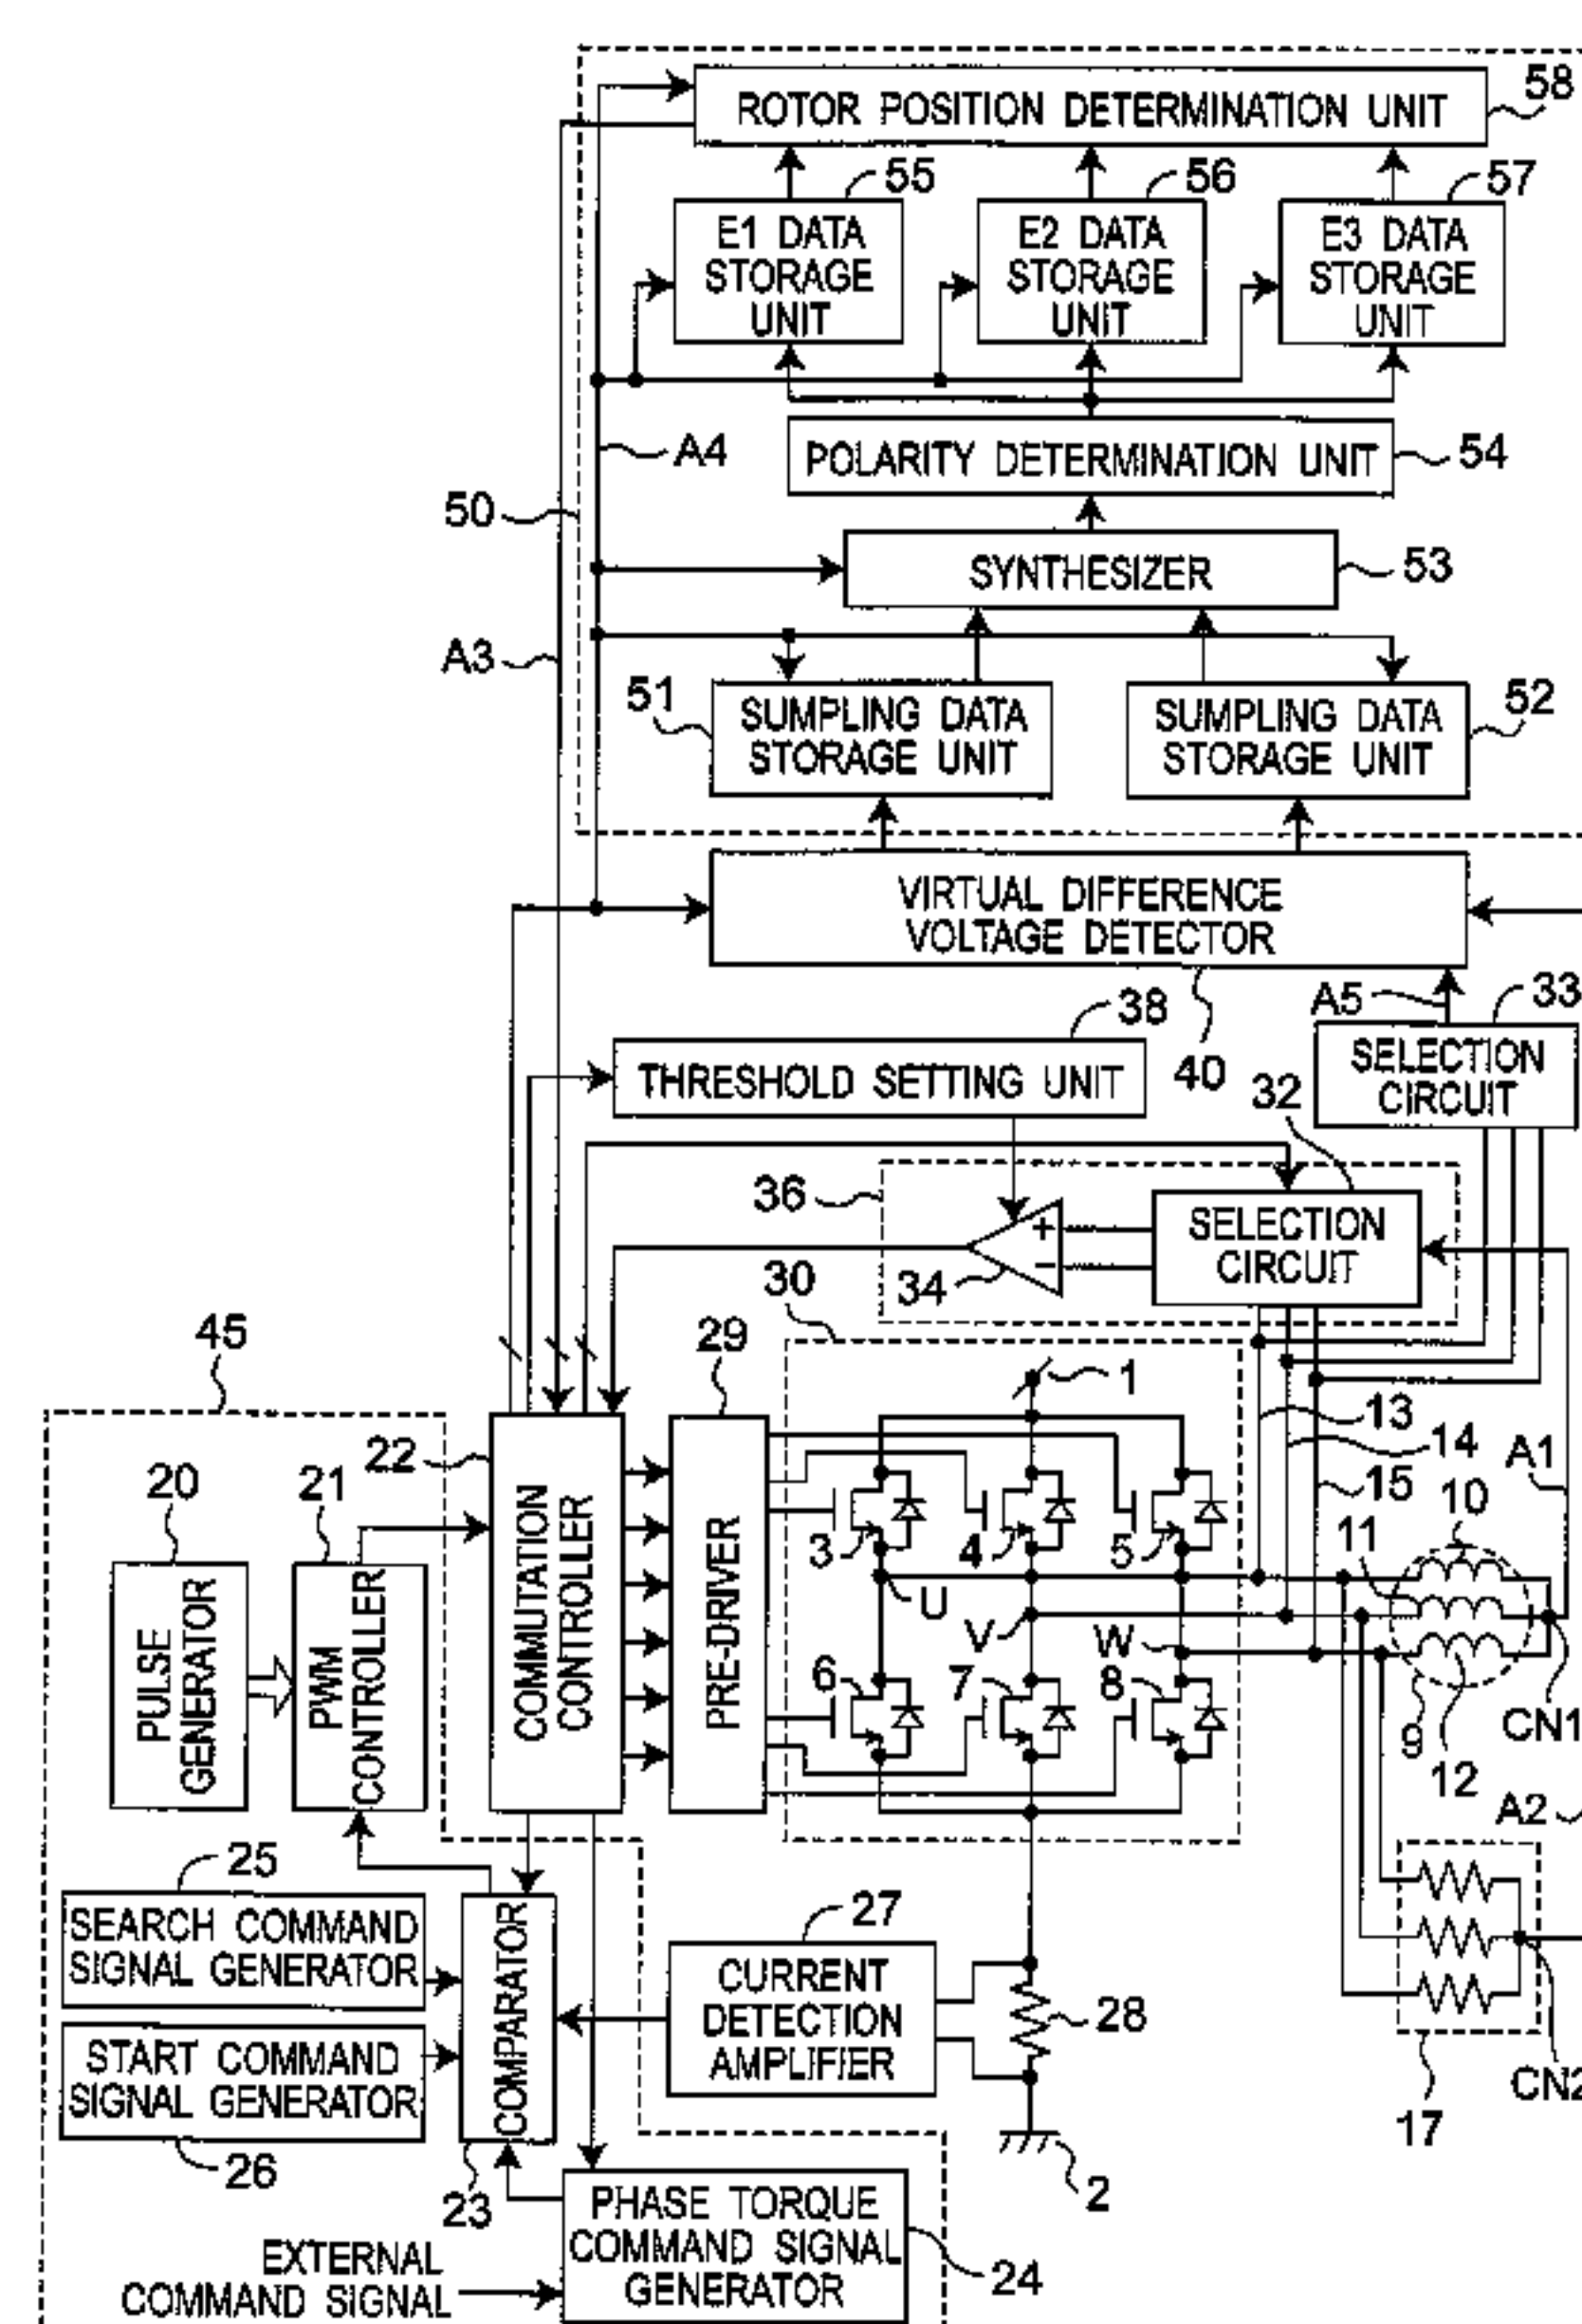 58
ROTOR POSITION DETERMINATION UNIT
55
56
57
E1 DATA
STORAGE
UNIT
E2 DATA
STORAGE
UNIT
E3 DATA
STORAGE
UNIT
A4
POLARITY DETERMINATION UNIT
54
50
SYNTHESIZER
53
A3
51
SUMPLING DATA
STORAGE UNIT
SUMPLING DATA
STORAGE UNIT
52
VIRTUAL DIFFERENCE
VOLTAGE DETECTOR
A5
33
38
40
SELECTION
CIRCUIT
THRESHOLD SETTING UNIT
32
36
SELECTION
CIRCUIT
+
−
34
30
45
29
1
13
14
A1
15
22
20
21
10
11
PULSE
GENERATOR
PWM
CONTROLLER
COMMUTATION
CONTROLLER
PRE-DRIVER
3
4
5
U
V
W
6
7
8
9
12
CN1
A2
25
SEARCH COMMAND
SIGNAL GENERATOR
START COMMAND
SIGNAL GENERATOR
26
COMPARATOR
23
27
CURRENT
DETECTION
AMPLIFIER
28
17
CN2
2
PHASE TORQUE
COMMAND SIGNAL
GENERATOR
24
EXTERNAL
COMMAND SIGNAL